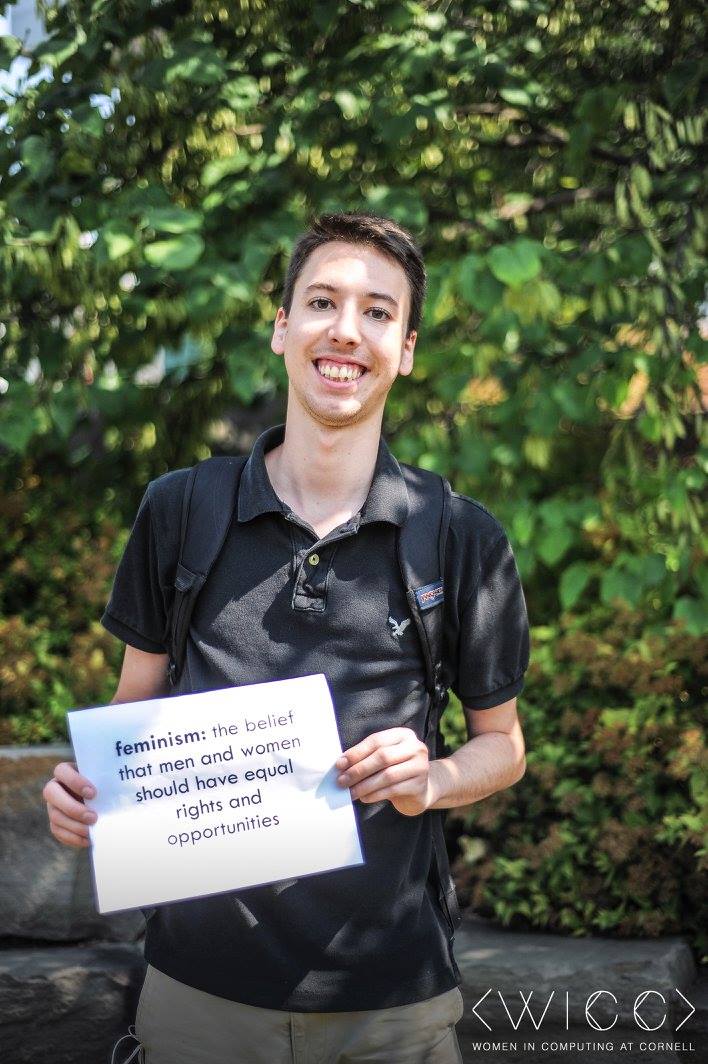 feminism: the belief
that men and women
should have equal
rights and
opportunities
JANSPORT
<WICC>
WOMEN IN COMPUTING AT CORNELL